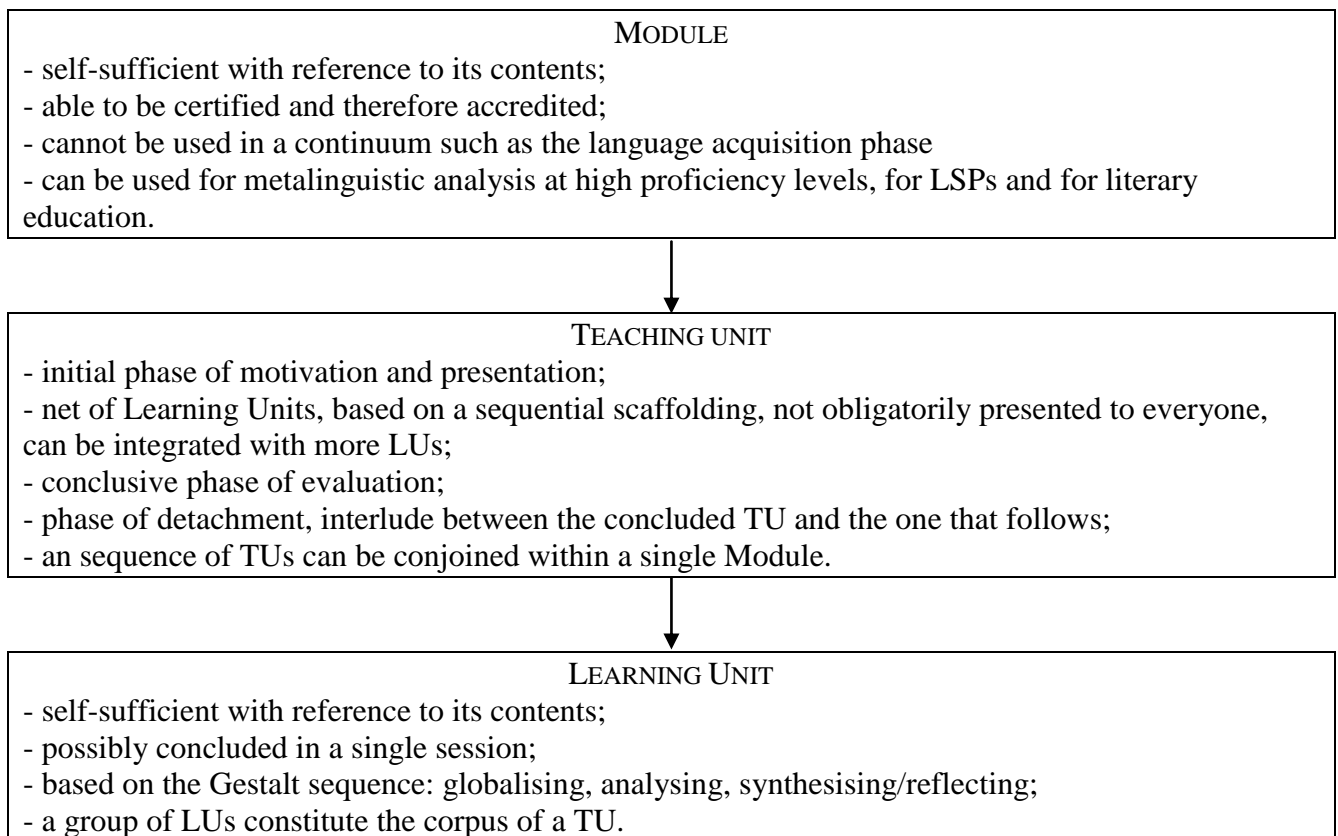 MODULE
- self-sufficient with reference to its contents;
- able to be certified and therefore accredited;
- cannot be used in a continuum such as the language acquisition phase
- can be used for metalinguistic analysis at high proficiency levels, for LSPs and for literary
education.
TEACHING UNIT
- initial phase of motivation and presentation;
- net of Learning Units, based on a sequential scaffolding, not obligatorily presented to everyone,
can be integrated with more LUs;
- conclusive phase of evaluation;
- phase of detachment, interlude between the concluded TU and the one that follows;
- an sequence of TUs can be conjoined within a single Module.
LEARNING UNIT
- self-sufficient with reference to its contents;
- possibly concluded in a single session;
- based on the Gestalt sequence: globalising, analysing, synthesising/reflecting;
- a group of LUs constitute the corpus of a TU.